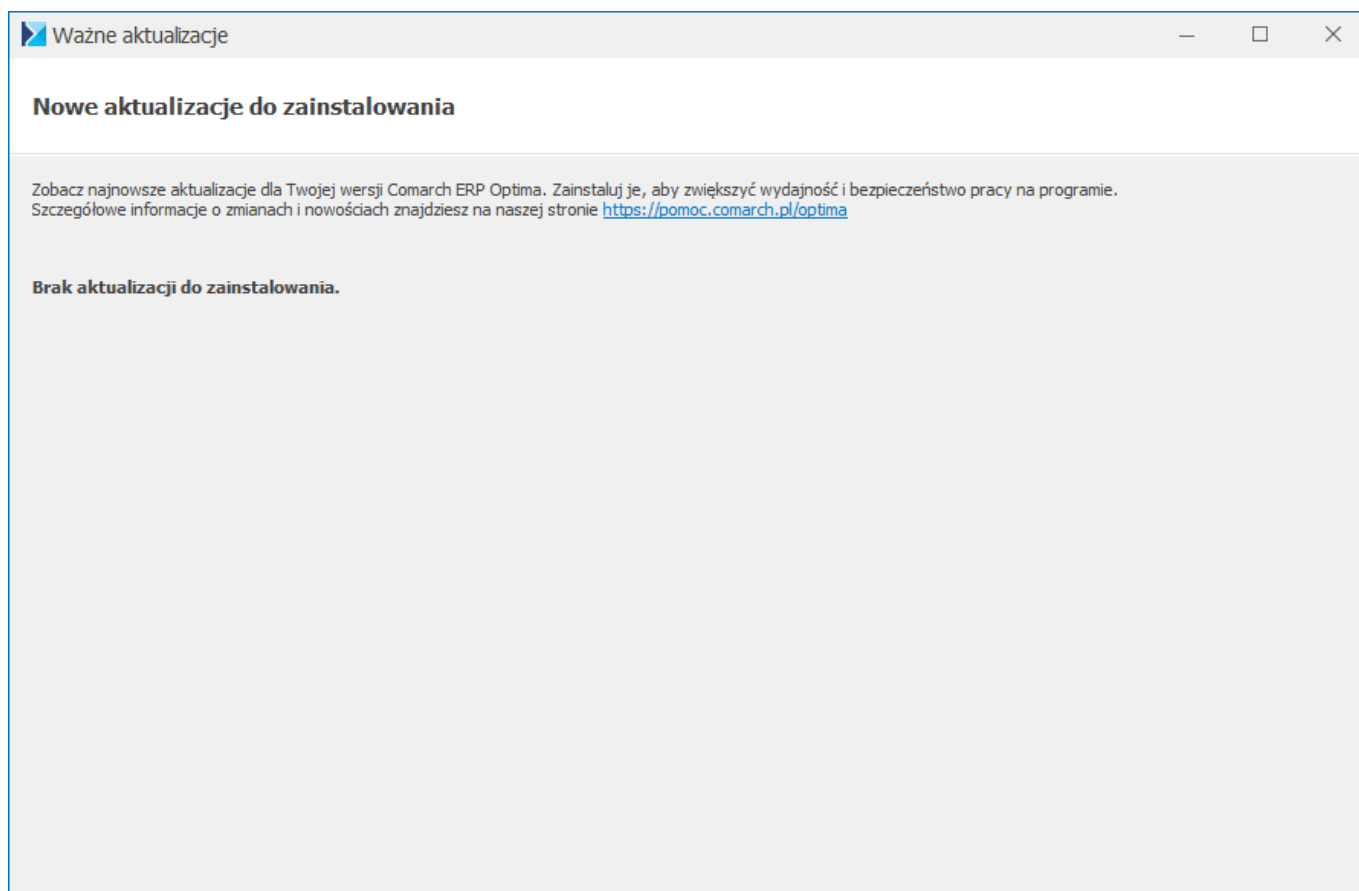 Ważne aktualizacje
Nowe aktualizacje do zainstalowania
Zobacz najnowsze aktualizacje dla Twojej wersji Comarch ERP Optima. Zainstaluj je, aby zwiększyć wydajność i bezpieczeństwo pracy na programie.
Szczegółowe informacje o zmianach i nowościach znajdziesz na naszej stronie https://pomoc.comarch.pl/optima
Brak aktualizacji do zainstalowania.